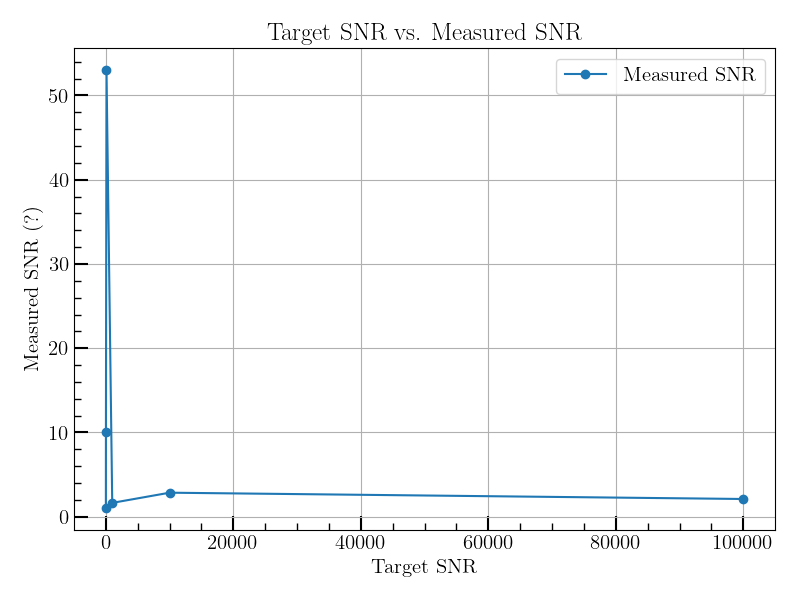 Target SNR vs. Measured SNR
Measured SNR
50
40
30
20
10
0
Measured SNR (?)
0 20000 40000 60000 80000 100000
Target SNR